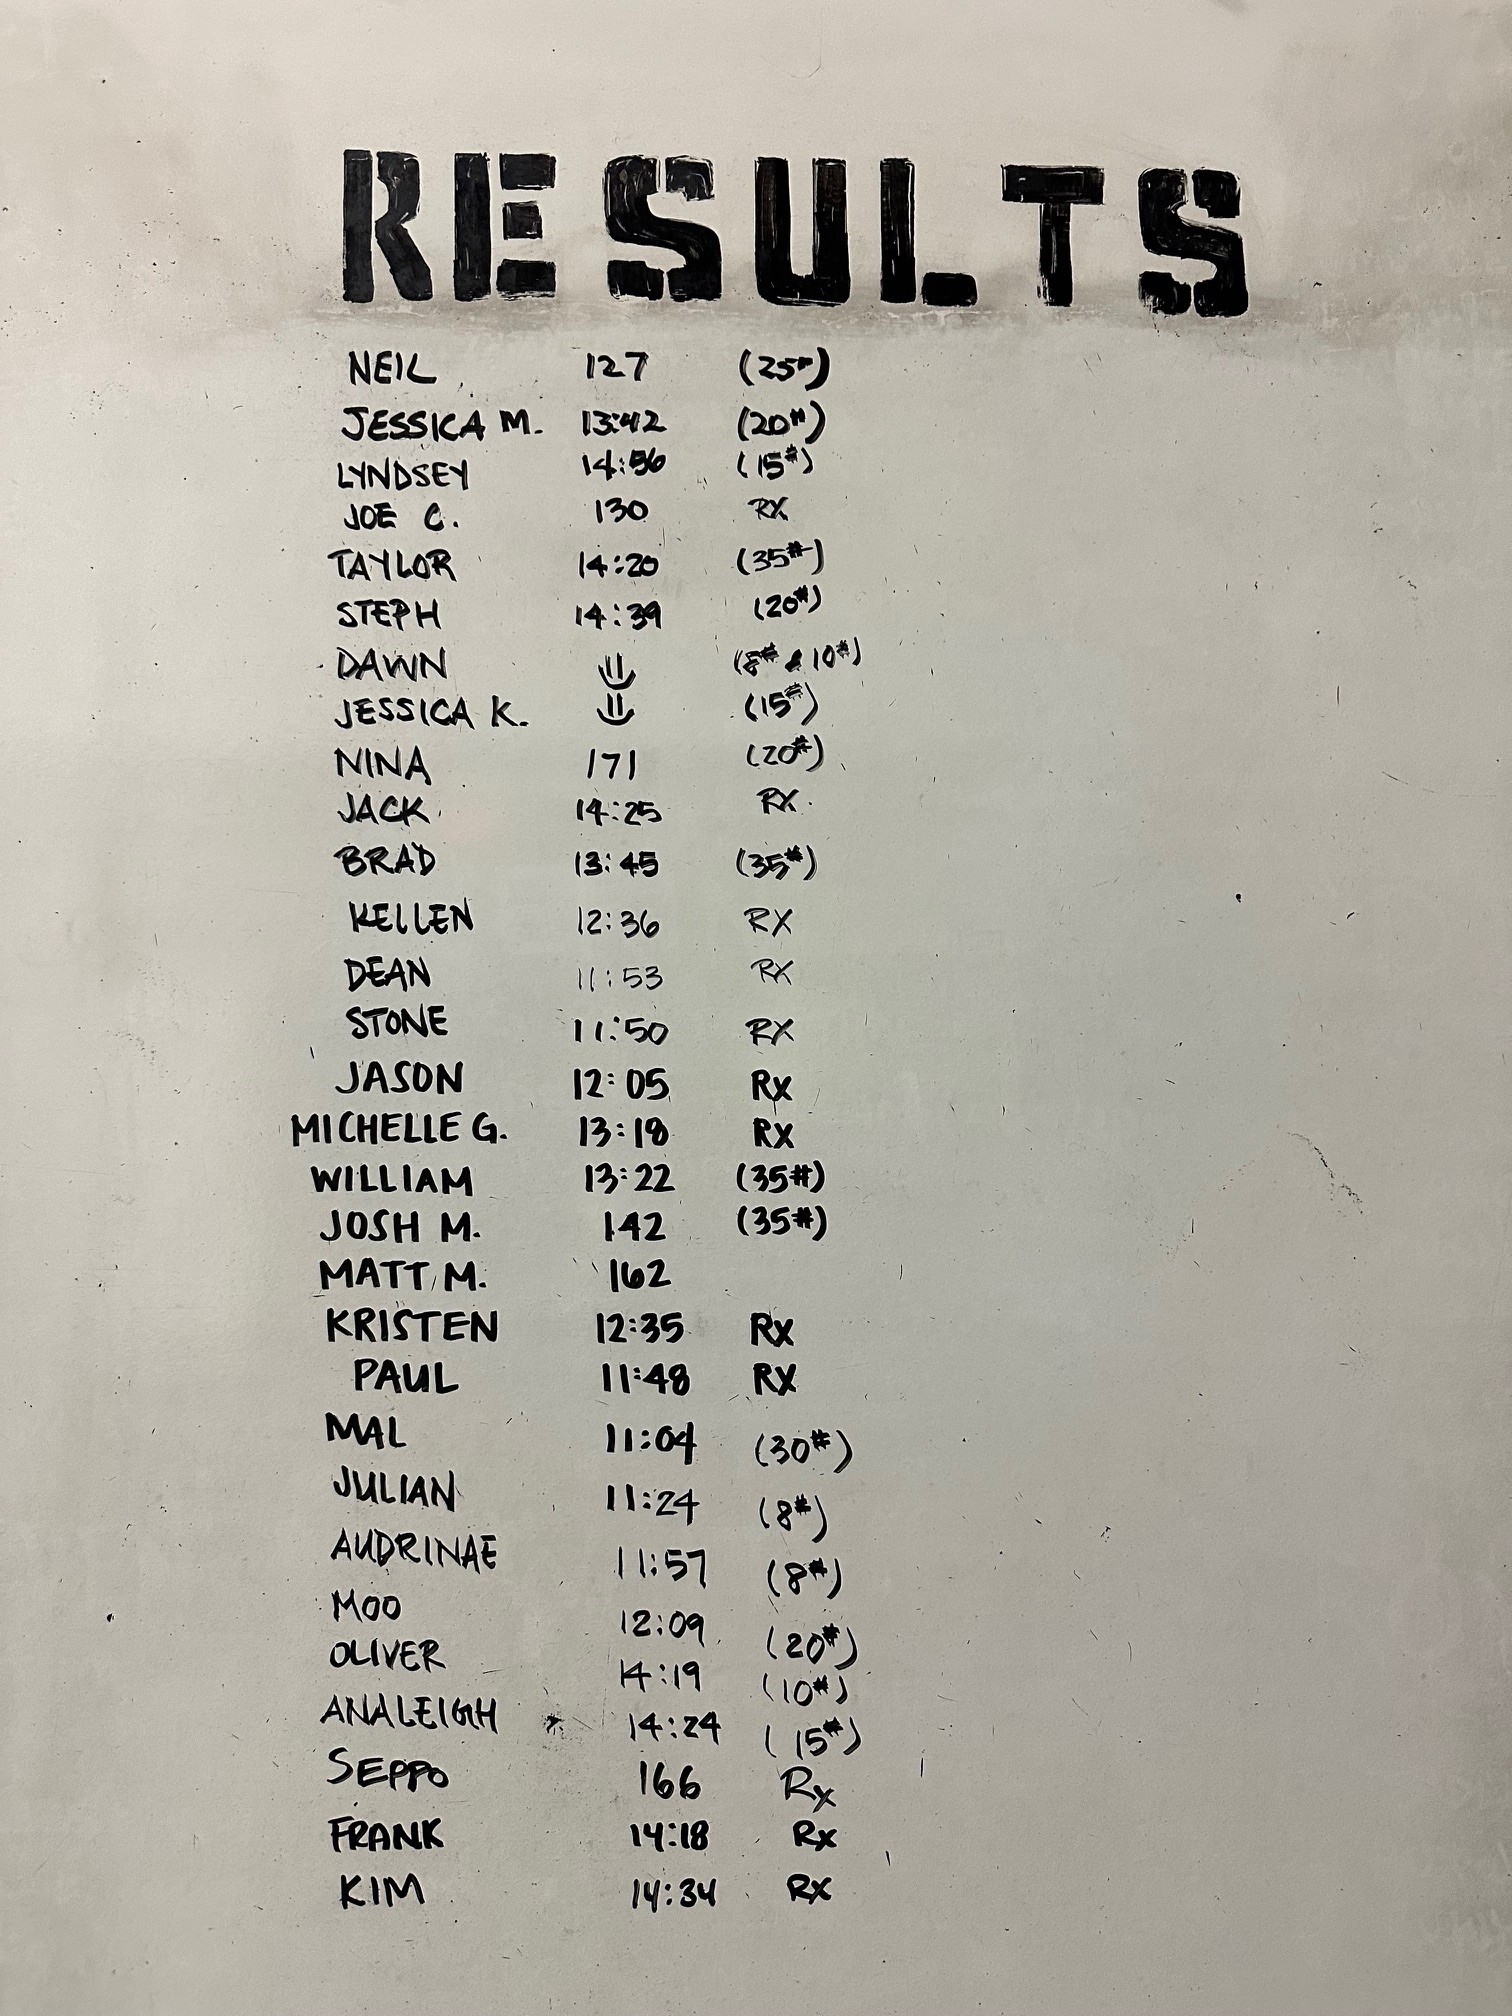 RESULTS
NEIL 127 (25#)
JESSICA M. 13:42 (20#)
LYNDSEY 14:56 (15#)
JOE C. 130 RX
TAYLOR 14:20 (35#)
STEPH 14:39 (20#)
DAWN (8# & 10#)
JESSICA K. (15#)
NINA 171 (20#)
JACK 14:25 RX
BRAD 13:45 (35#)
KELLEN 12:36 RX
DEAN 11:53 RX
STONE 11:50 RX
JASON 12:05 Rx
MICHELLE G. 13:18 Rx
WILLIAM 13:22 (35#)
JOSH M. 142 (35#)
MATT M. 162
KRISTEN 12:35 Rx
PAUL 11:48 Rx
MAL 11:04 (30#)
JULIAN 11:24 (8#)
AUDRINAE 11:57 (8#)
MOO 12:09 (20#)
OLIVER 14:19 (10#)
ANALEIGH 14:24 (15#)
SEPPO 166 Rx
FRANK 14:18 Rx
KIM 14:34 Rx